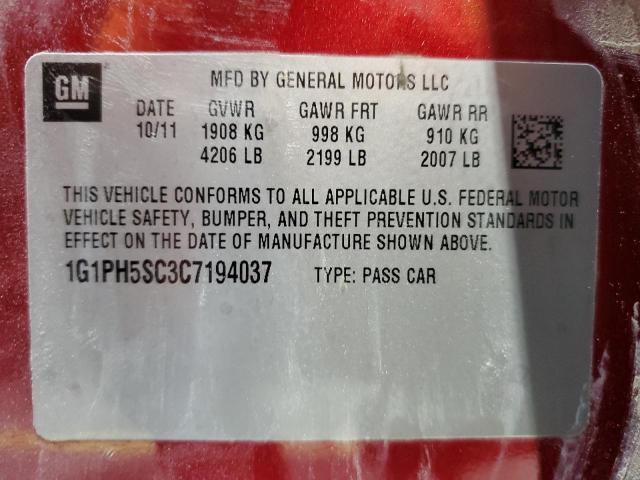 GM
MFD BY GENERAL MOTORS LLC
DATE GVWR GAWR FRT GAWR RR
10/11 1908 KG 998 KG 910 KG
4206 LB 2199 LB 2007 LB
THIS VEHICLE CONFORMS TO ALL APPLICABLE U.S. FEDERAL MOTOR
VEHICLE SAFETY, BUMPER, AND THEFT PREVENTION STANDARDS IN
EFFECT ON THE DATE OF MANUFACTURE SHOWN ABOVE.
1G1PH5SC3C7194037 TYPE: PASS CAR